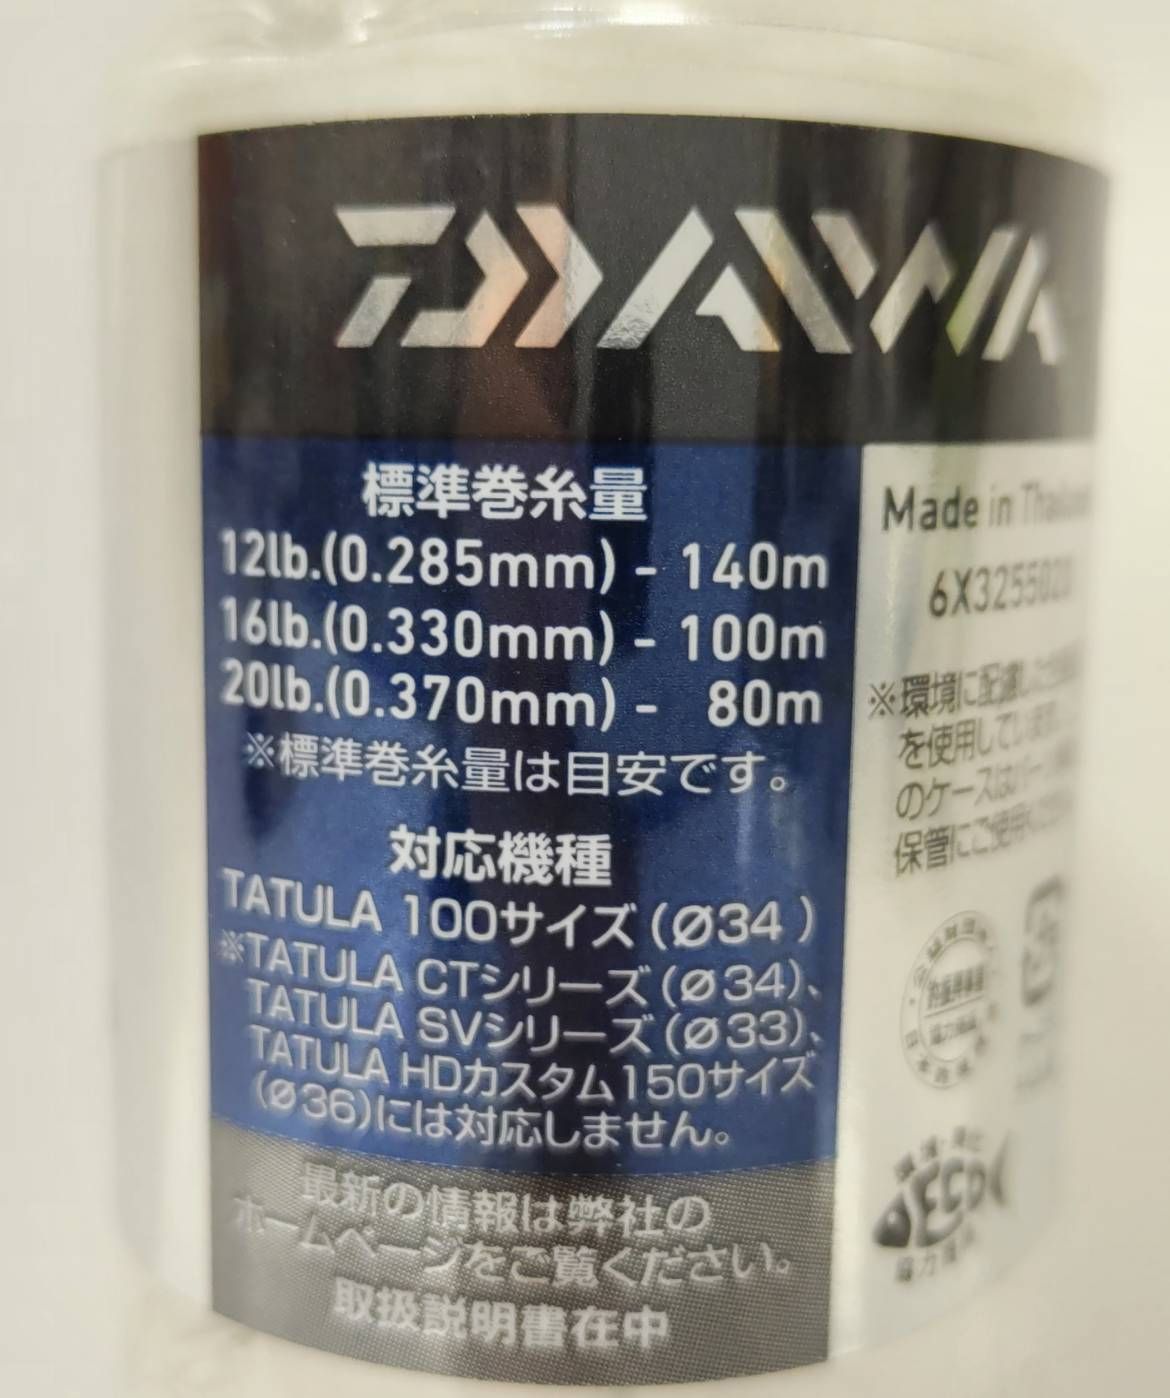 DAIWA
標準巻糸量
12lb.(0.285mm) - 140m
16lb.(0.330mm) - 100m
20lb.(0.370mm) - 80m
※標準巻糸量は目安です。
対応機種
TATULA 100サイズ(Ø34 )
※TATULA CTシリーズ(Ø34)、
TATULA SVシリーズ(Ø33)、
TATULA HDカスタム150サイズ
(Ø36)には対応しません。
最新の情報は弊社の
ホームページをご覧ください。
取扱説明書在中
Made in Thailand
6X325502
※環境に配慮した
を使用しています。
のケースは
保管にご使用